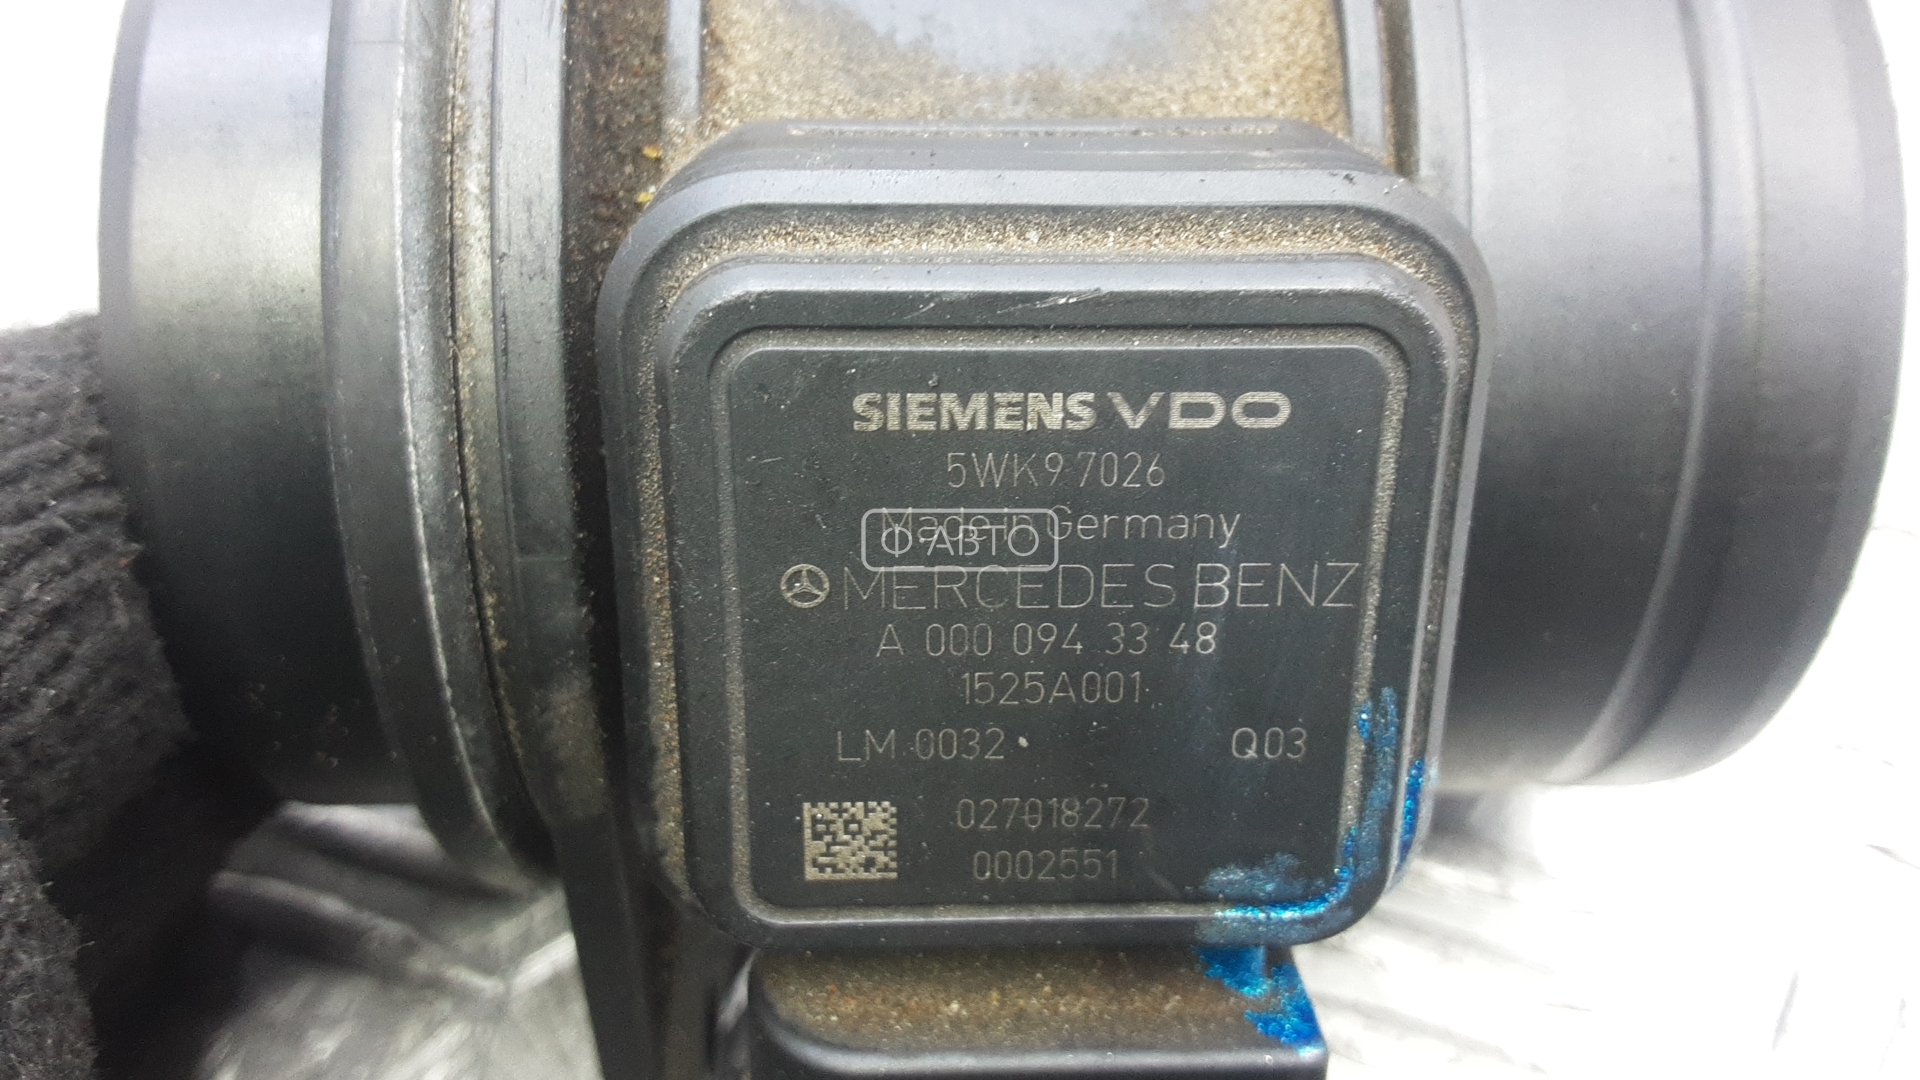 SIEMENS VDO
5WK9 7026
Made in Germany
Ф АВТО
MERCEDES BENZ
A 000 094 33 48
1525A001
LM 0032 Q03
027018272
0002551